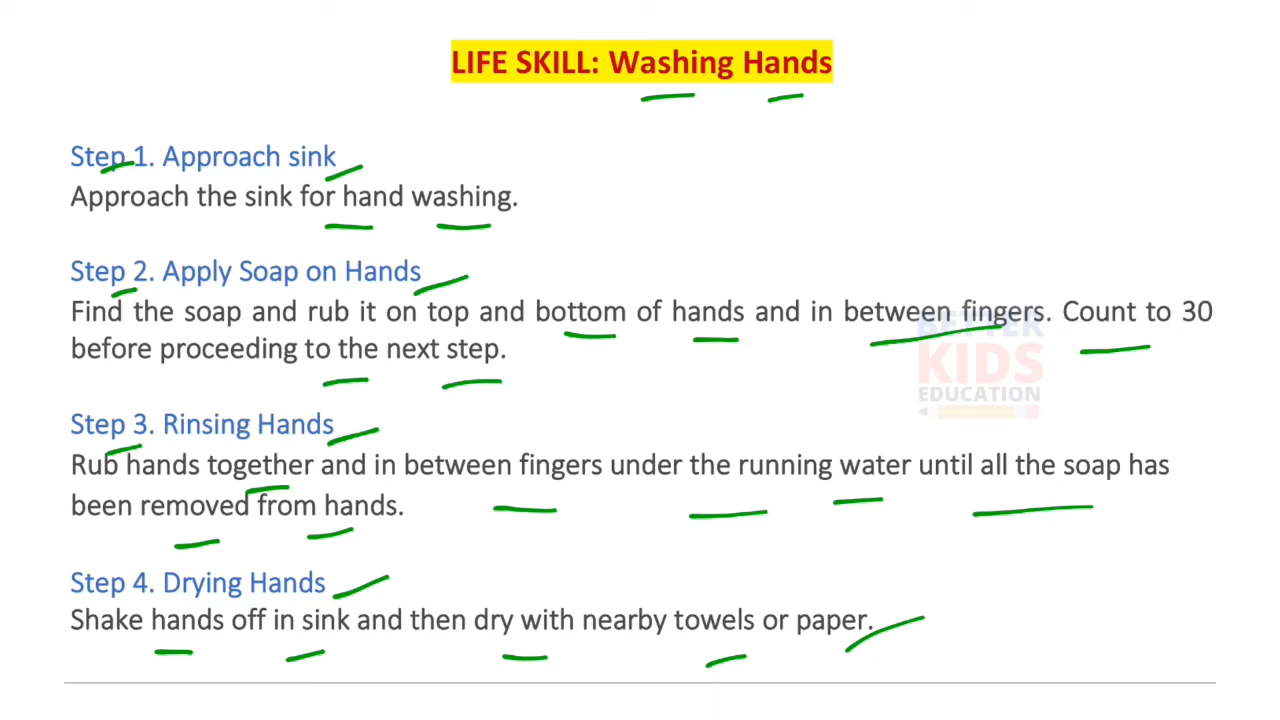 LIFE SKILL: Washing Hands
Step 1. Approach sink
Approach the sink for hand washing.
Step 2. Apply Soap on Hands
Find the soap and rub it on top and bottom of hands and in between fingers. Count to 30
before proceeding to the next step.
BETTER
KIDS
EDUCATION
Step 3. Rinsing Hands
Rub hands together and in between fingers under the running water until all the soap has
been removed from hands.
Step 4. Drying Hands
Shake hands off in sink and then dry with nearby towels or paper.